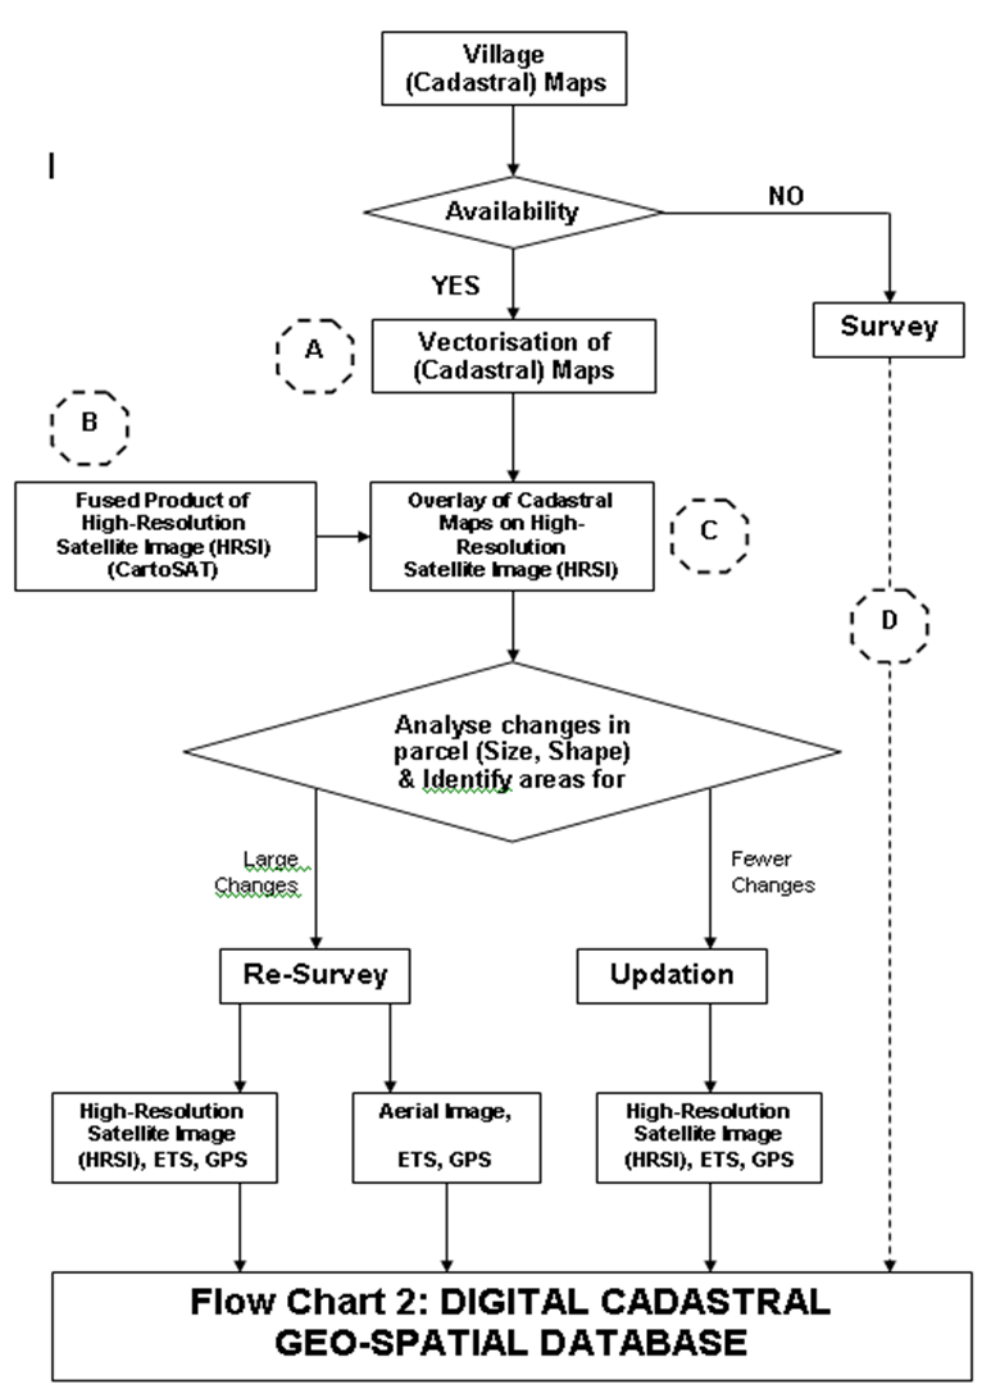 Village
(Cadastral) Maps
Availability
NO
YES
Survey
A
Vectorisation of
(Cadastral) Maps
B
Fused Product of
High-Resolution
Satellite Image (HRSI)
(CartoSAT)
Overlay of Cadastral
Maps on High-
Resolution
Satellite Image (HRSI)
C
D
Analyse changes in
parcel (Size, Shape)
& Identify areas for
Large
Changes
Fewer
Changes
Re-Survey
Updation
High-Resolution
Satellite Image
(HRSI), ETS, GPS
Aerial Image,
ETS, GPS
High-Resolution
Satellite Image
(HRSI), ETS, GPS
Flow Chart 2: DIGITAL CADASTRAL
GEO-SPATIAL DATABASE